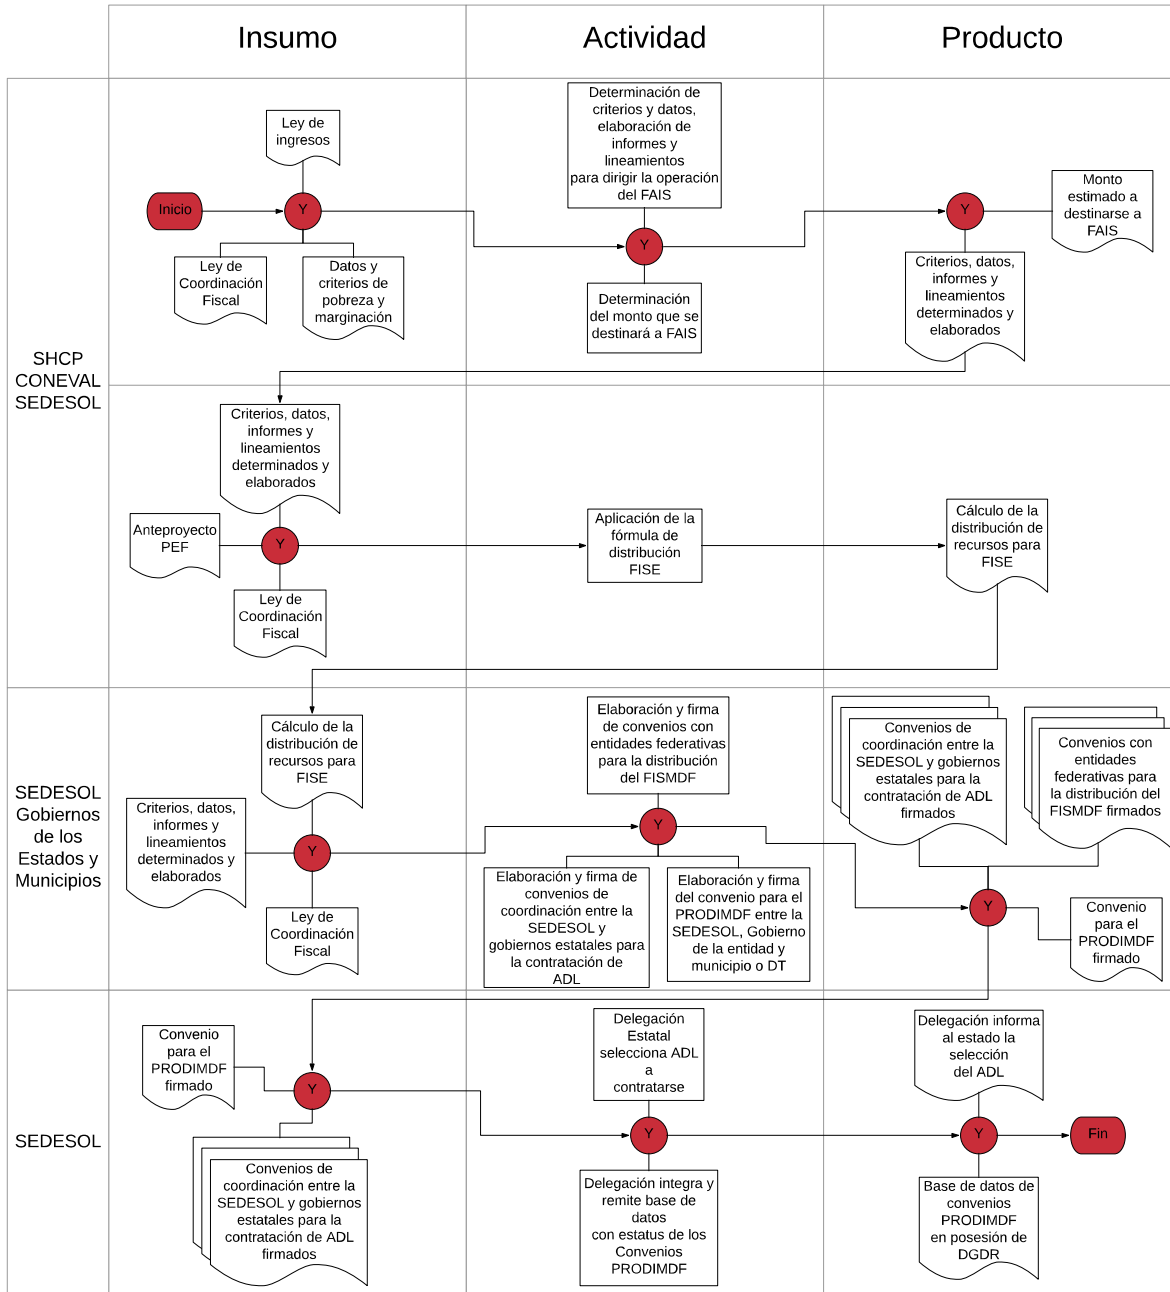 Insumo
Actividad
Producto
SHCP
CONEVAL
SEDESOL
Ley de
ingresos
Inicio
Y
Ley de
Coordinación
Fiscal
Datos y
criterios de
pobreza y
marginación
Determinación de
criterios y datos,
elaboración de
informes y
lineamientos
para dirigir la operación
del FAIS
Y
Determinación
del monto que se
destinará a FAIS
Y
Monto
estimado a
destinarse a
FAIS
Criterios, datos,
informes y
lineamientos
determinados y
elaborados
Criterios, datos,
informes y
lineamientos
determinados y
elaborados
Anteproyecto
PEF
Y
Ley de
Coordinación
Fiscal
Aplicación de la
fórmula de
distribución
FISE
Cálculo de la
distribución de
recursos para
FISE
SEDESOL
Gobiernos
de los
Estados y
Municipios
Cálculo de la
distribución de
recursos para
FISE
Criterios, datos,
informes y
lineamientos
determinados y
elaborados
Y
Ley de
Coordinación
Fiscal
Elaboración y firma
de convenios con
entidades federativas
para la distribución
del FISMDF
Y
Elaboración y firma de
convenios de
coordinación entre la
SEDESOL y
gobiernos estatales para
la contratación de
ADL
Elaboración y firma
del convenio para el
PRODIMDF entre la
SEDESOL, Gobierno
de la entidad y
municipio o DT
Convenios de
coordinación entre la
SEDESOL y gobiernos
estatales para la
contratación de ADL
firmados
Convenios con
entidades
federativas para
la distribución del
FISMDF firmados
Y
Convenio
para el
PRODIMDF
firmado
SEDESOL
Convenio
para el
PRODIMDF
firmado
Y
Convenios de
coordinación entre la
SEDESOL y gobiernos
estatales para la
contratación de ADL
firmados
Delegación
Estatal
selecciona ADL
a
contratarse
Y
Delegación integra y
remite base de
datos
con estatus de los
Convenios
PRODIMDF
Delegación informa
al estado la
selección
del ADL
Y
Fin
Base de datos de
convenios
PRODIMDF
en posesión de
DGDR